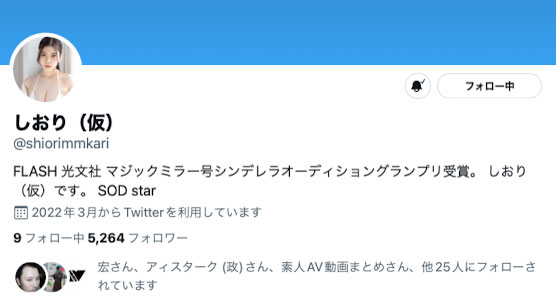 フォロー中
しおり（仮）
@shiorimmkari
FLASH 光文社 マジックミラー号シンデレラオーディショングランプリ受賞。 しおり
（仮）です。 SOD star
2022年3月からTwitterを利用しています
9 フォロー中 5,264 フォロワー
宏さん、アィスターク (政) さん、素人AV動画まとめさん、他25人にフォローさ
れています